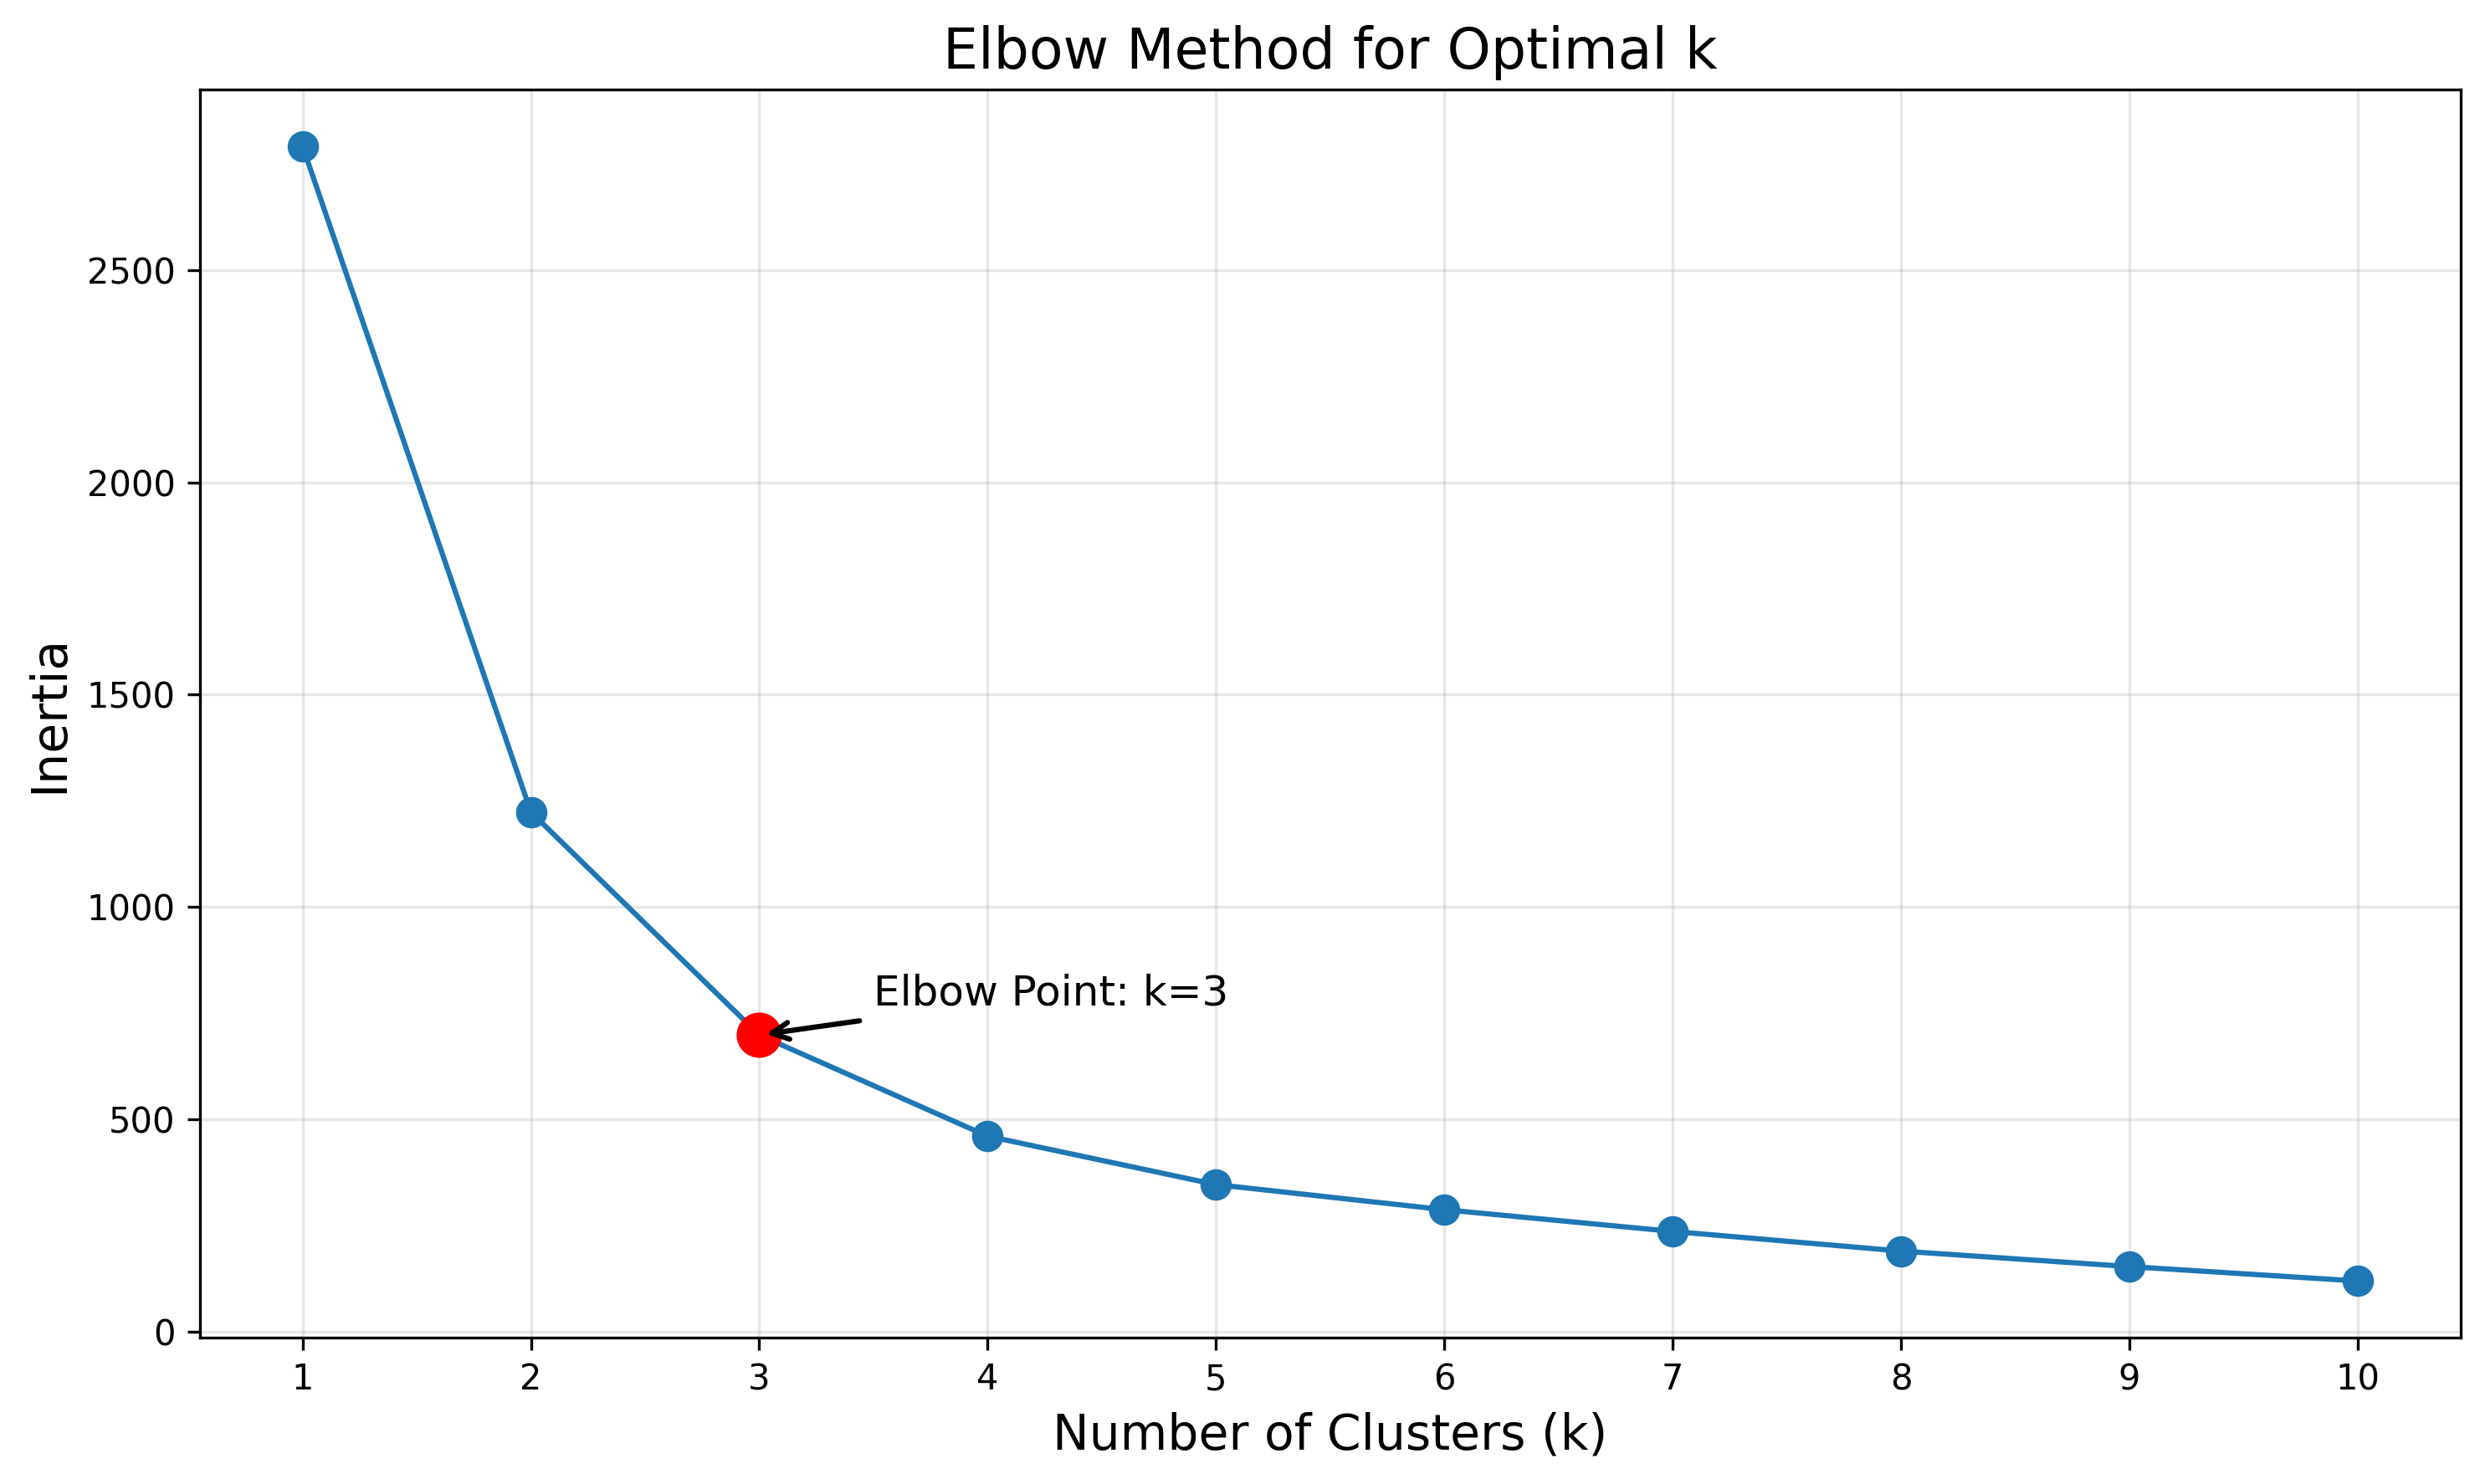 Elbow Method for Optimal k
Inertia
2500
2000
1500
1000
500
0
Elbow Point: k=3
1 2 3 4 5 6 7 8 9 10
Number of Clusters (k)